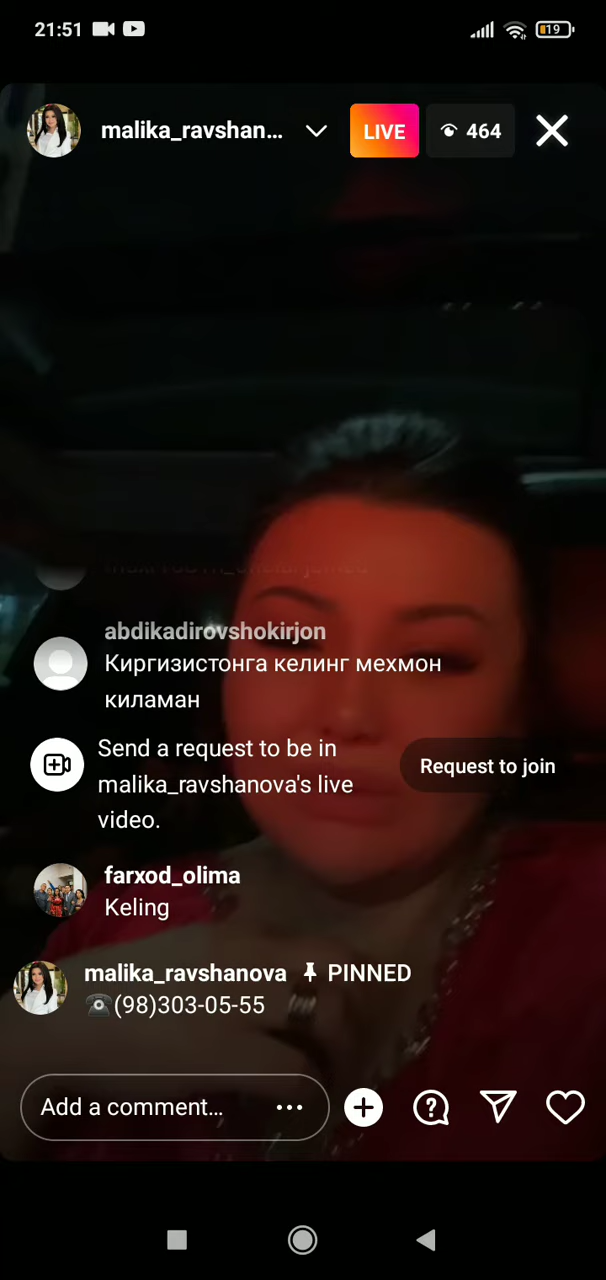 21:51
19
malika_ravshan...
LIVE
464
abdikadirovshokirjon
Киргизистонга келинг мехмон
киламан
Send a request to be in
malika_ravshanova's live
video.
Request to join
farxod_olima
Keling
malika_ravshanova PINNED
☎(98)303-05-55
Add a comment...